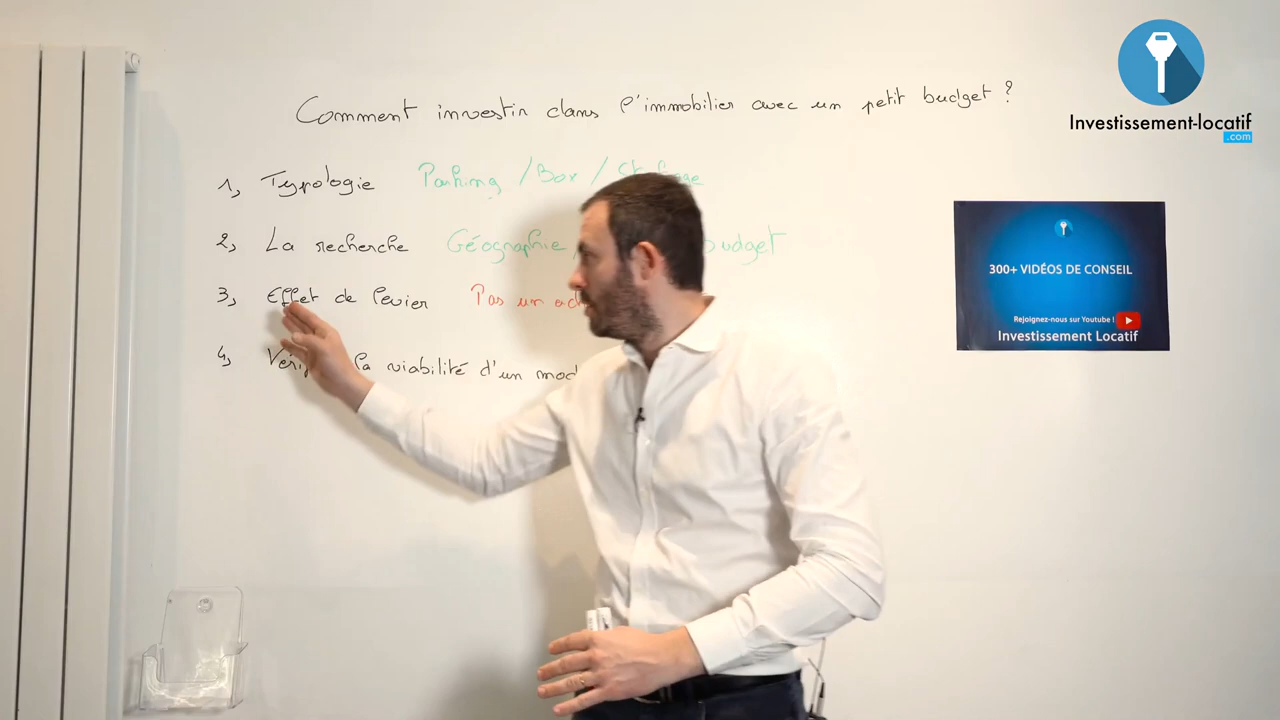 Comment investir dans l'immobilier avec un petit budget ?
1, Typologie Parking / Box / Stockage
2, La recherche Géographie budget
3, Effet de levier Pas un
4, la viabilité d'un
Investissement-locatif
.com
300+ VIDÉOS DE CONSEIL
Rejoignez-nous sur Youtube !
Investissement Locatif